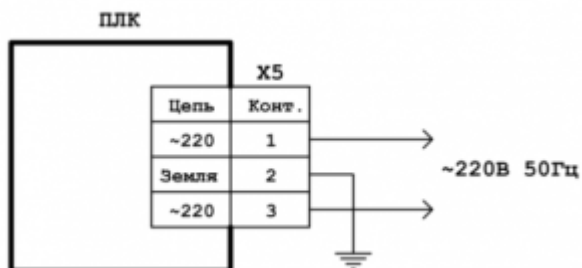 ПЛК
X5
Цепь Конт.
~220 1
Земля 2
~220 3
~220В 50Гц